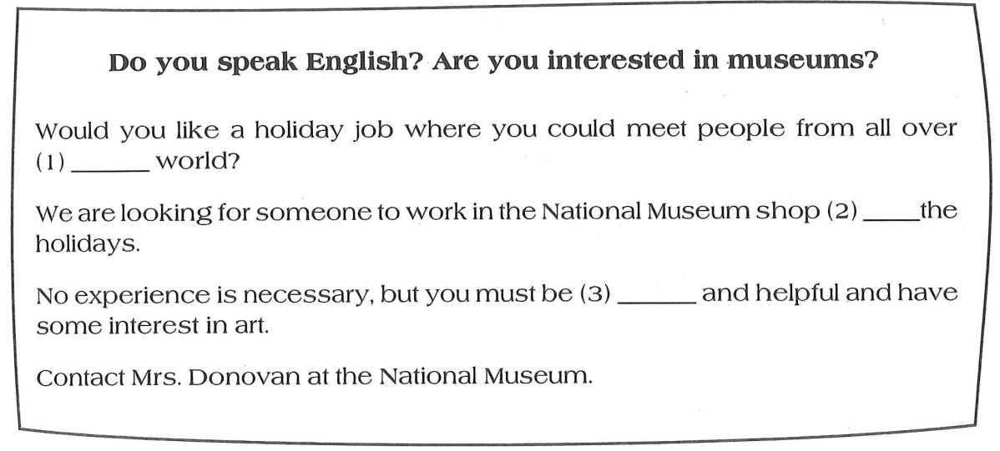 Do you speak English? Are you interested in museums?
Would you like a holiday job where you could meet people from all over
(1) _______ world?
We are looking for someone to work in the National Museum shop (2) _____the
holidays.
No experience is necessary, but you must be (3) _______ and helpful and have
some interest in art.
Contact Mrs. Donovan at the National Museum.